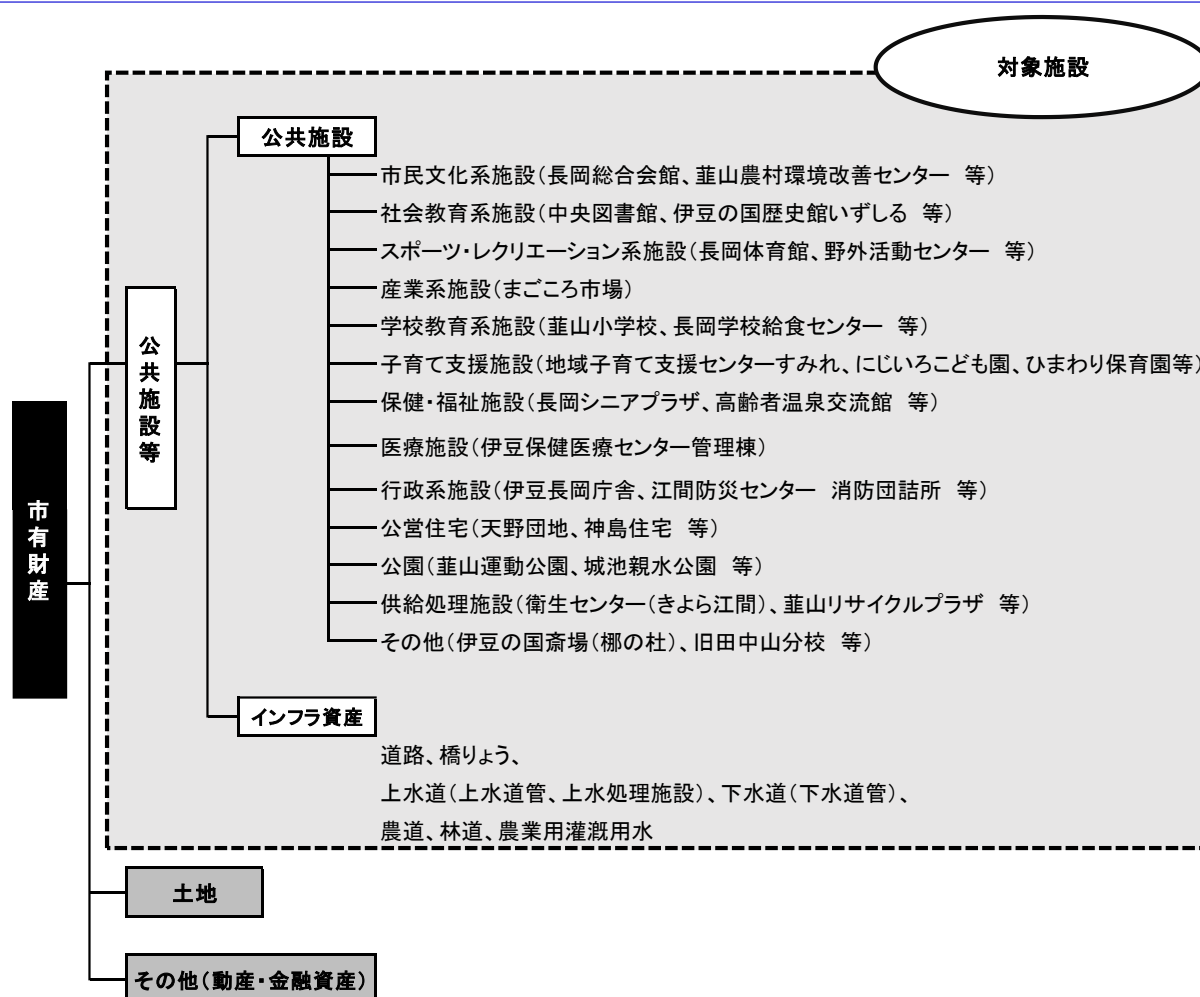 対象施設
公共施設
市民文化系施設(長岡総合会館、韮山農村環境改善センター 等)
社会教育系施設(中央図書館、伊豆の国歴史館いずしる 等)
スポーツ・レクリエーション系施設(長岡体育館、野外活動センター 等)
産業系施設(まごころ市場)
学校教育系施設(韮山小学校、長岡学校給食センター 等)
子育て支援施設(地域子育て支援センターすみれ、にじいろこども園、ひまわり保育園等)
保健・福祉施設(長岡シニアプラザ、高齢者温泉交流館 等)
医療施設(伊豆保健医療センター管理棟)
行政系施設(伊豆長岡庁舎、江間防災センター 消防団詰所 等)
公営住宅(天野団地、神島住宅 等)
公園(韮山運動公園、城池親水公園 等)
供給処理施設(衛生センター(きよら江間)、韮山リサイクルプラザ 等)
その他(伊豆の国斎場(梛の杜)、旧田中山分校 等)
公共施設等
市有財産
インフラ資産
道路、橋りょう、
上水道(上水道管、上水処理施設)、下水道(下水道管)、
農道、林道、農業用灌漑用水
土地
その他(動産・金融資産)